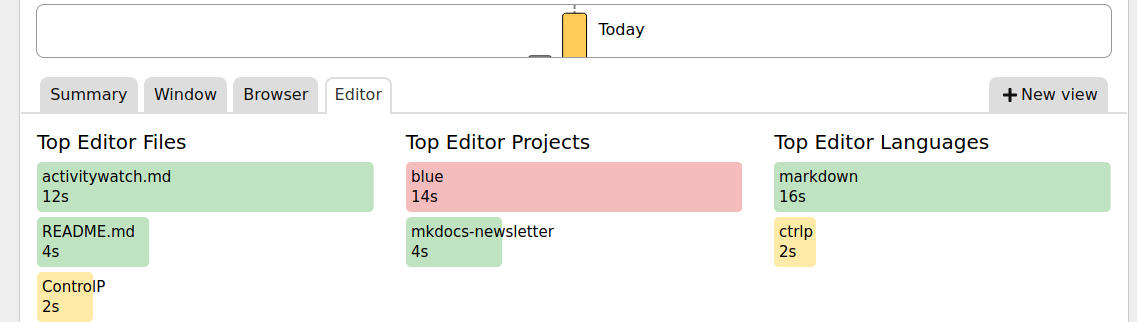 Today
Summary
Window
Browser
Editor
+ New view
Top Editor Files
activitywatch.md
12s
README.md
4s
ControlP
2s
Top Editor Projects
blue
14s
mkdocs-newsletter
4s
Top Editor Languages
markdown
16s
ctrlp
2s